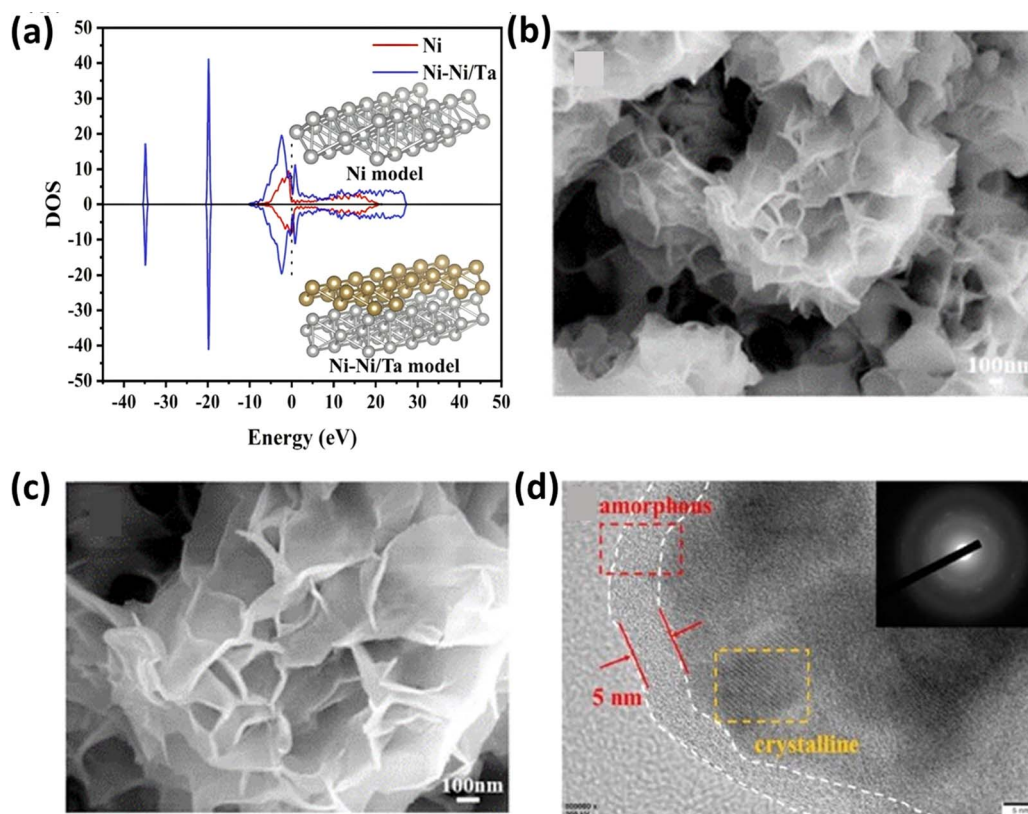 (a)
50
40
30
20
10
0
-10
-20
-30
-40
-50
DOS
Ni
Ni-Ni/Ta
Ni model
Ni-Ni/Ta model
-40 -30 -20 -10 0 10 20 30 40 50
Energy (eV)
(b)
100nm
(c)
100nm
(d)
amorphous
5 nm
crystalline
5 nm